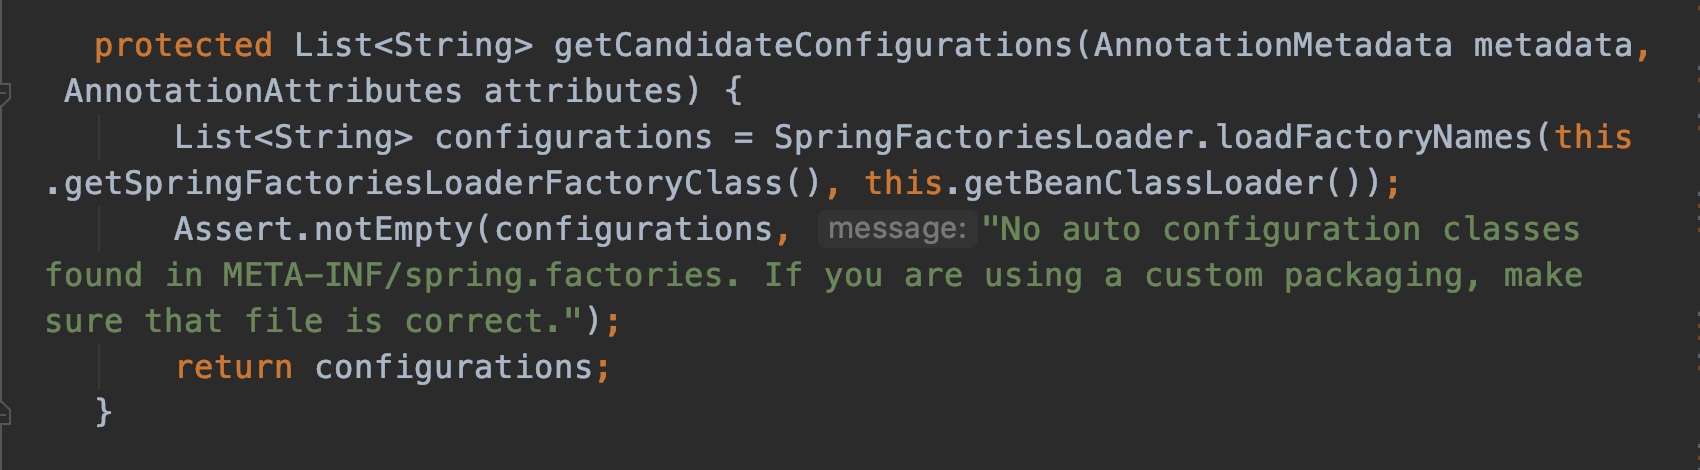 protected List<String> getCandidateConfigurations(AnnotationMetadata metadata,
AnnotationAttributes attributes) {
List<String> configurations = SpringFactoriesLoader.loadFactoryNames(this
.getSpringFactoriesLoaderFactoryClass(), this.getBeanClassLoader());
Assert.notEmpty(configurations, message: "No auto configuration classes
found in META-INF/spring.factories. If you are using a custom packaging, make
sure that file is correct.");
return configurations;
}